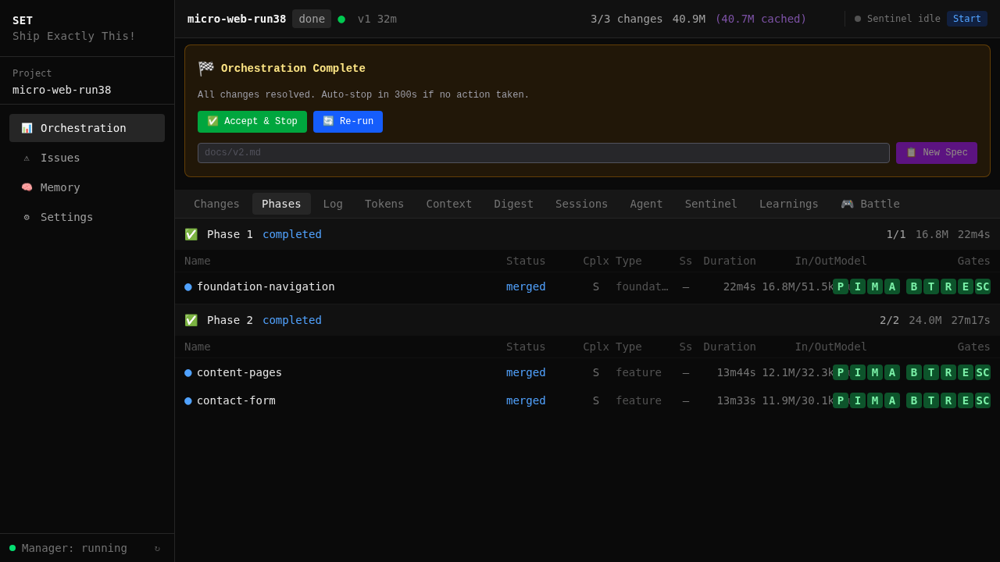 SET
Ship Exactly This!
Project
micro-web-run38
Orchestration
Issues
Memory
Settings
Manager: running
micro-web-run38 done v1 32m 3/3 changes 40.9M (40.7M cached) Sentinel idle Start
Orchestration Complete
All changes resolved. Auto-stop in 300s if no action taken.
Accept & Stop Re-run
docs/v2.md New Spec
Changes Phases Log Tokens Context Digest Sessions Agent Sentinel Learnings Battle
Phase 1 completed 1/1 16.8M 22m4s
Name Status Cplx Type Ss Duration In/Out Model Gates
foundation-navigation merged S foundat… — 22m4s 16.8M/51.5k P I M A B T R E SC
Phase 2 completed 2/2 24.0M 27m17s
Name Status Cplx Type Ss Duration In/Out Model Gates
content-pages merged S feature — 13m44s 12.1M/32.3k P I M A B T R E SC
contact-form merged S feature — 13m33s 11.9M/30.1k P I M A B T R E SC